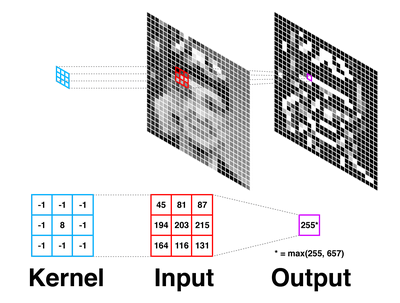 -1 -1 -1 45 81 87
-1 8 -1 194 203 215 255*
-1 -1 -1 164 116 131
* = max(255, 657)
Kernel Input Output